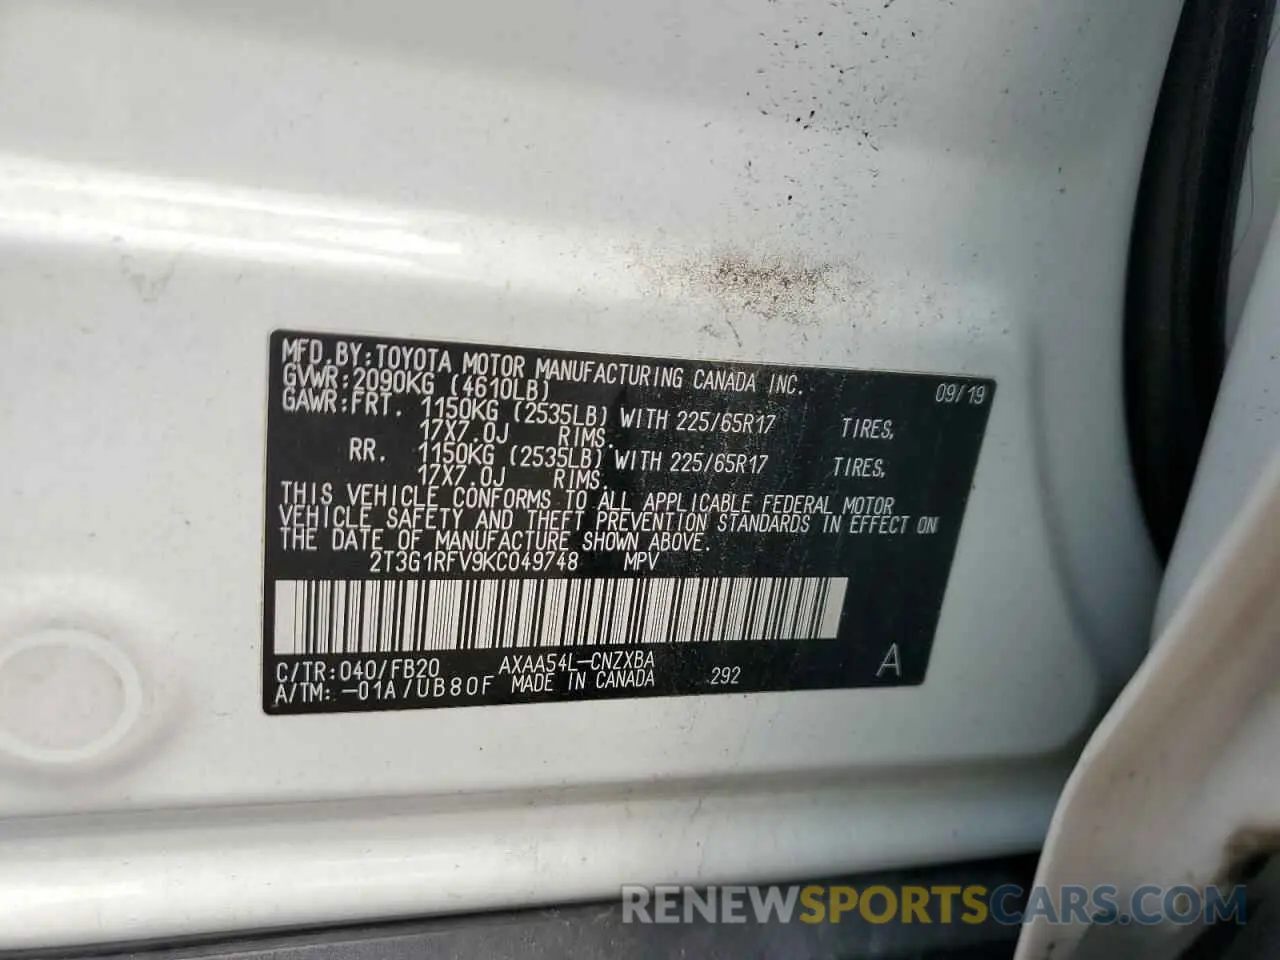 MFD.BY:TOYOTA MOTOR MANUFACTURING CANADA INC. 09/19
GVWR:2090KG (4610LB)
GAWR:FRT. 1150KG (2535LB) WITH 225/65R17 TIRES,
17X7.0J RIMS.
RR. 1150KG (2535LB) WITH 225/65R17 TIRES,
17X7.0J RIMS.
THIS VEHICLE CONFORMS TO ALL APPLICABLE FEDERAL MOTOR
VEHICLE SAFETY AND THEFT PREVENTION STANDARDS IN EFFECT ON
THE DATE OF MANUFACTURE SHOWN ABOVE.
2T3G1RFV9KC049748 MPV
C/TR:040/FB20 AXAA54L-CNZXBA 292 A
A/TM:-01A/UB80F MADE IN CANADA
RENEWSPORTSCARS.COM